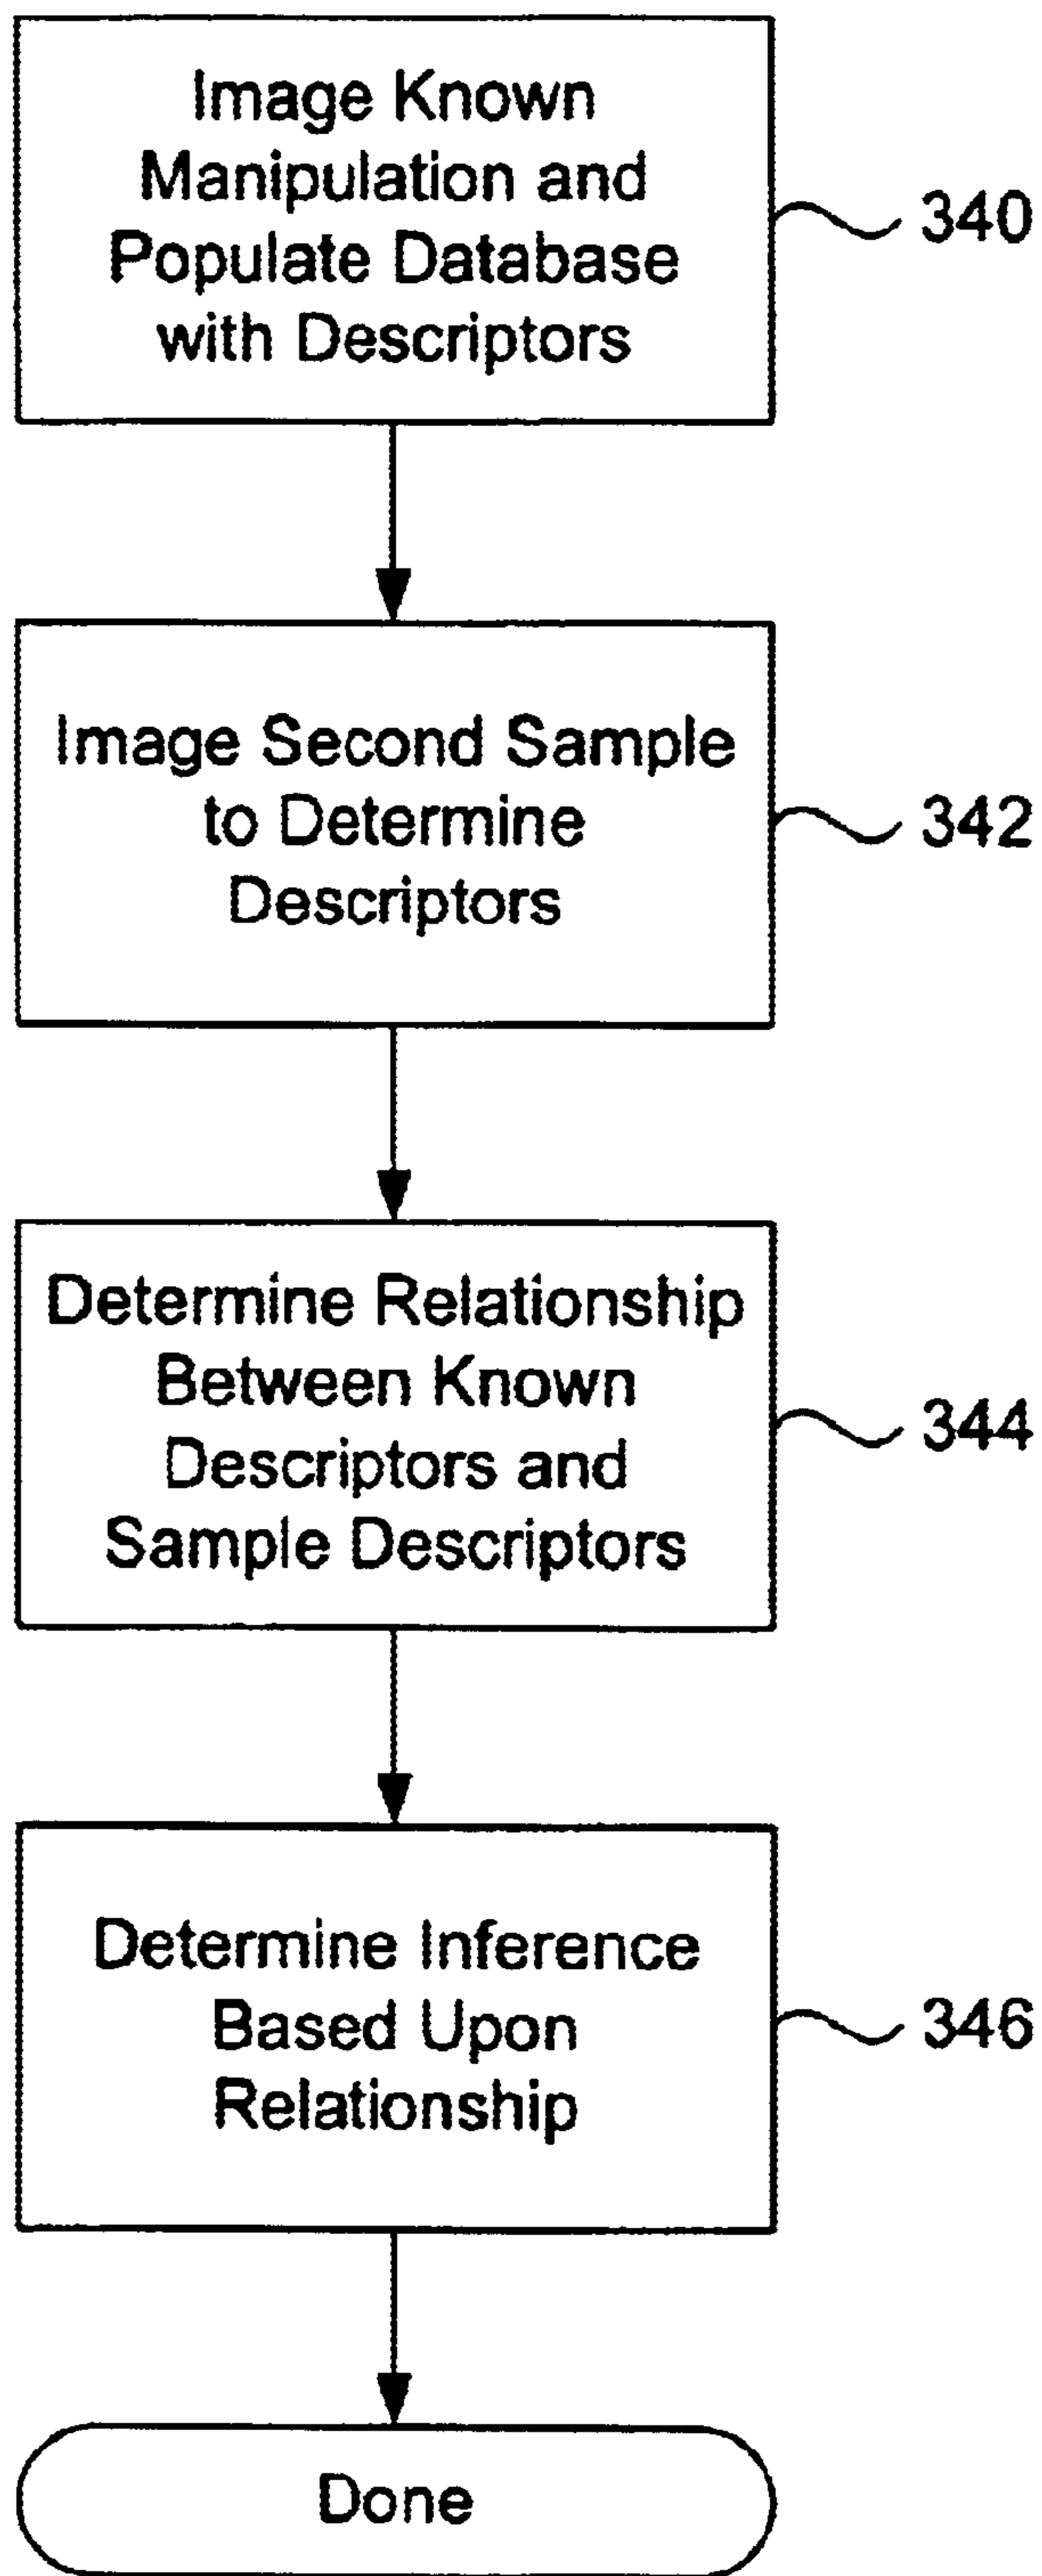 Image Known
Manipulation and
Populate Database
with Descriptors
340
Image Second Sample
to Determine
Descriptors
342
Determine Relationship
Between Known
Descriptors and
Sample Descriptors
344
Determine Inference
Based Upon
Relationship
346
Done